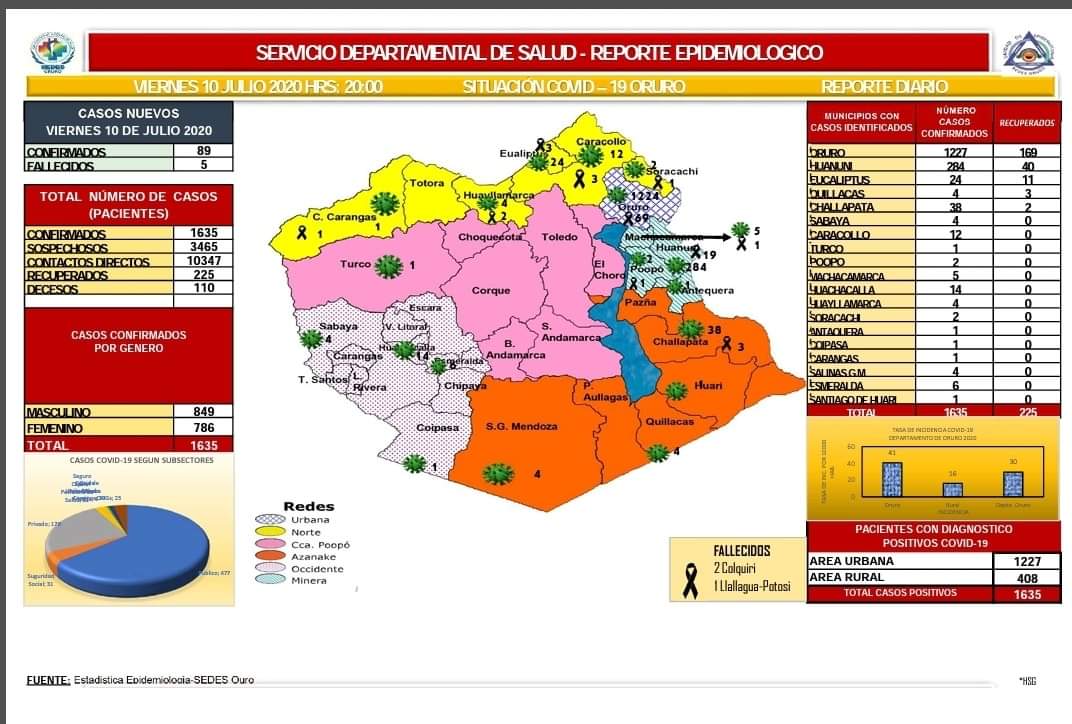 SERVICIO DEPARTAMENTAL DE SALUD - REPORTE EPIDEMIOLOGICO
VIERNES 10 JULIO 2020 HRS: 20:00 SITUACIÓN COVID – 19 ORURO REPORTE DIARIO
CASOS NUEVOS
VIERNES 10 DE JULIO 2020
CONFIRMADOS 89
FALLECIDOS 5
TOTAL NÚMERO DE CASOS
(PACIENTES)
CONFIRMADOS 1635
SOSPECHOSOS 3465
CONTACTOS DIRECTOS 10347
RECUPERADOS 225
DECESOS 110
CASOS CONFIRMADOS
POR GENERO
MASCULINO 849
FEMENINO 786
TOTAL 1635
CASOS COVID-19 SEGUN SUBSECTORES
Privado; 178
Seguridad
Social; 31
Publico; 477
Caracollo
12
3
Eualiptus
3
24
Soracachi
2
1
Totora
Huayllamarca
4
2
C. Carangas
1
1
1224
Oruro
69
Choquecota
Toledo
Machacamarca
5
1
Huanuni
19
284
Turco
1
El
Choro
2
Poopó
1
1
Antequera
Corque
Pazña
Escara
Sabaya
4
V. Litoral
Carangas
14
Esmeralda
6
S.
Andamarca
B.
Andamarca
38
Challapata
3
T. Santos
L.
Rivera
Chipaya
P.
Aullagas
Huari
Coipasa
1
S.G. Mendoza
4
Quillacas
4
Redes
Urbana
Norte
Cca. Poopó
Azanake
Occidente
Minera
FALLECIDOS
2 Colquiri
1 Llallagua-Potosi
MUNICIPIOS CON
CASOS IDENTIFICADOS
NÚMERO
CASOS
CONFIRMADOS
RECUPERADOS
ORURO 1227 169
HUANUNI 284 40
EUCALIPTUS 24 11
QUILLACAS 4 3
CHALLAPATA 38 2
SABAYA 4 0
CARACOLLO 12 0
TURCO 1 0
POOPO 2 0
MACHACAMARCA 5 0
HUACHACALLA 14 0
HUAYLLAMARCA 4 0
SORACACHI 2 0
ANTAQUERA 1 0
COIPASA 1 0
CARANGAS 1 0
SALINAS G.M 4 0
ESMERALDA 6 0
SANTIAGO DE HUARI 1 0
TOTAL 1635 225
TASA DE INCIDENCIA COVID-19
DEPARTAMENTO DE ORURO 2020
60
40
20
0
41
16
30
Oruro
Rural
Depto. Oruro
INCIDENCIA
PACIENTES CON DIAGNOSTICO
POSITIVOS COVID-19
AREA URBANA 1227
AREA RURAL 408
TOTAL CASOS POSITIVOS 1635
FUENTE: Estadistica Epidemiologia-SEDES Ouro
*HSG